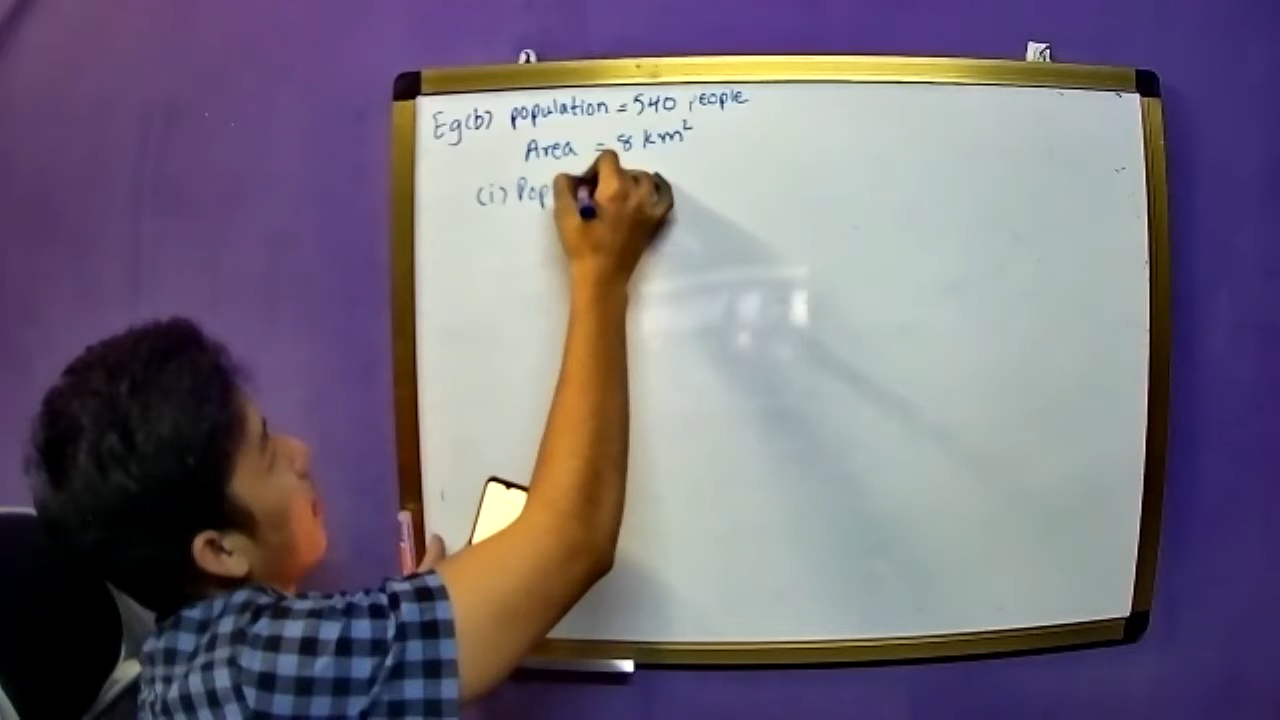 Eg(b) population = 540 people
Area = 8 km²
(i) Pop